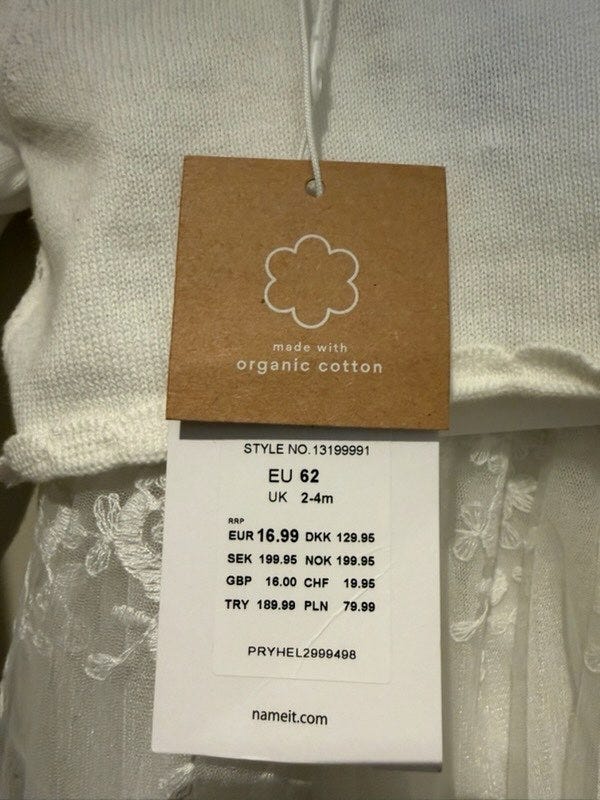 made with
organic cotton
STYLE NO.13199991
EU 62
UK 2-4m
RRP
EUR 16.99 DKK 129.95
SEK 199.95 NOK 199.95
GBP 16.00 CHF 19.95
TRY 189.99 PLN 79.99
PRYHEL2999498
nameit.com